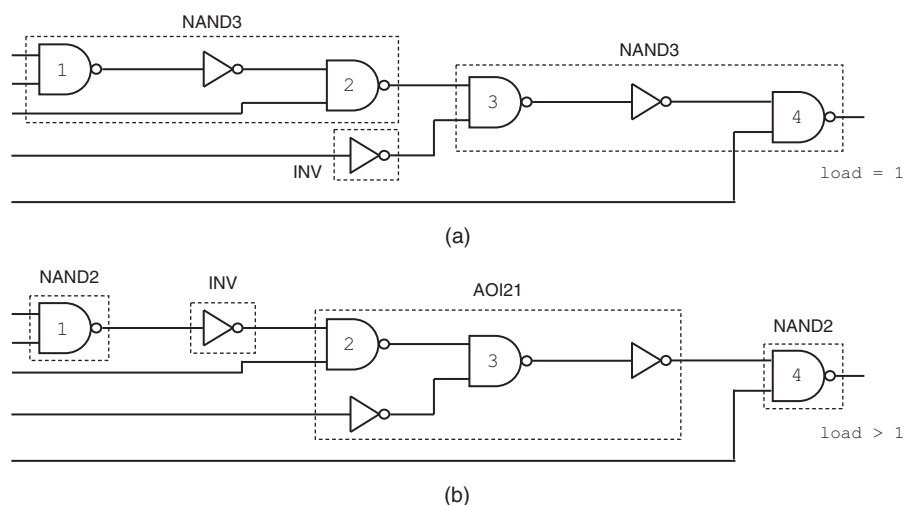 NAND3
NAND3
1
2
3
4
INV
load = 1
(a)
NAND2
INV
AOI21
NAND2
1
2
3
4
load > 1
(b)